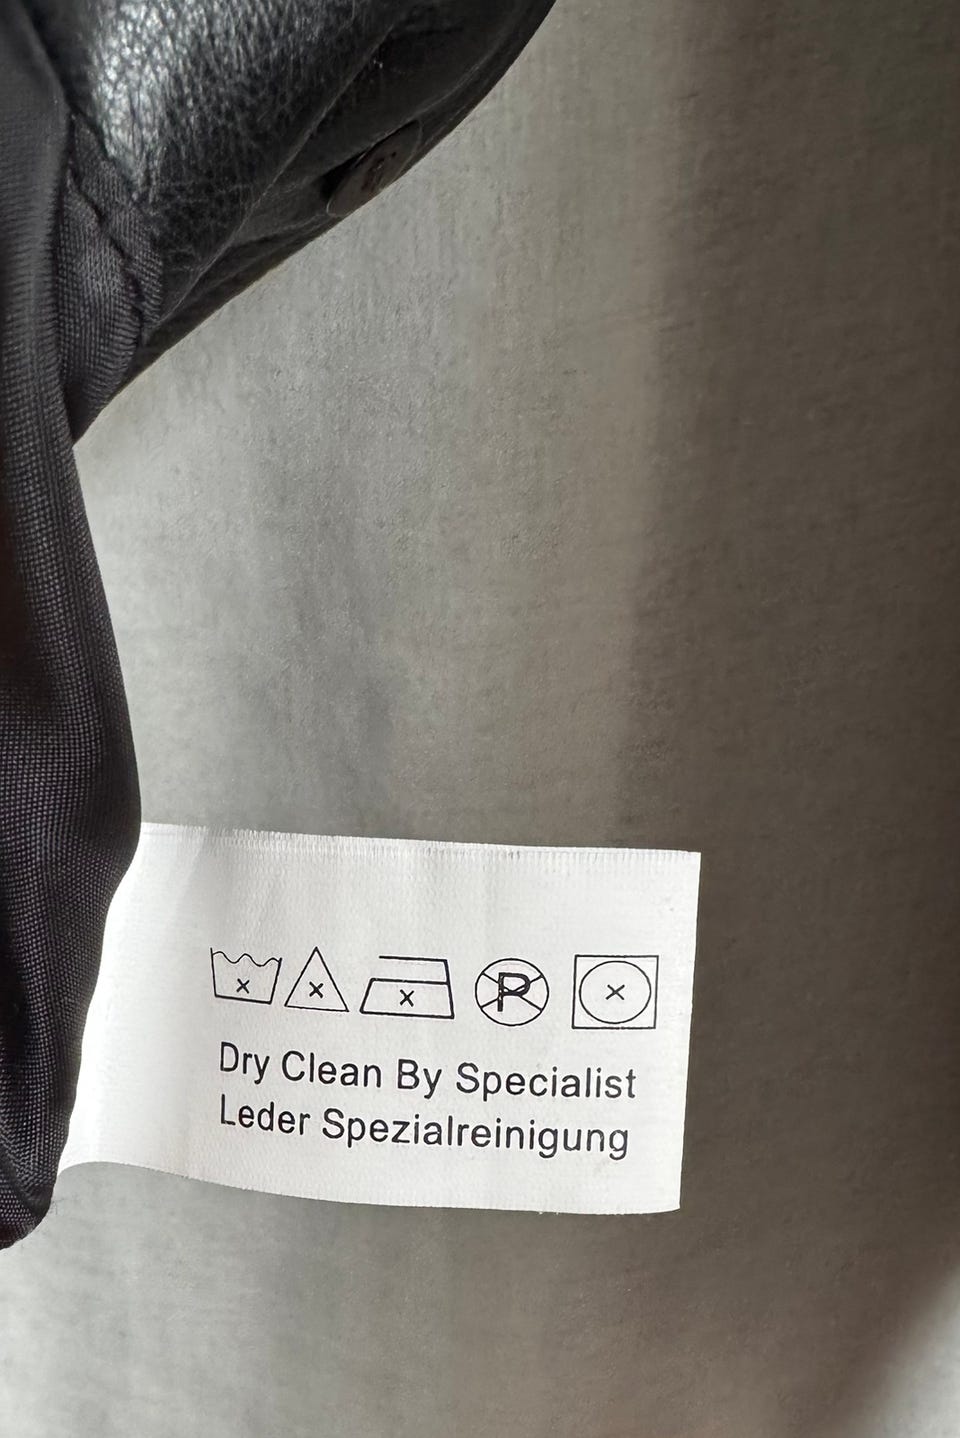 P
Dry Clean By Specialist
Leder Spezialreinigung